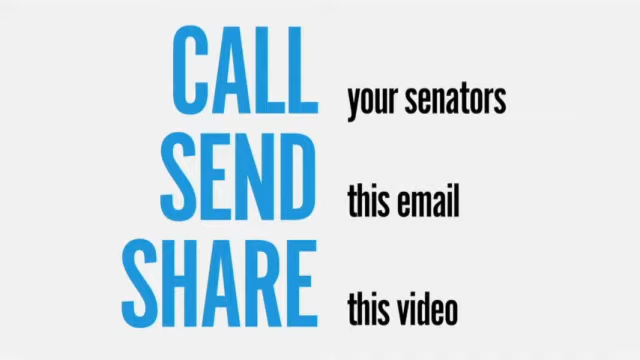 CALL your senators
SEND this email
SHARE this video